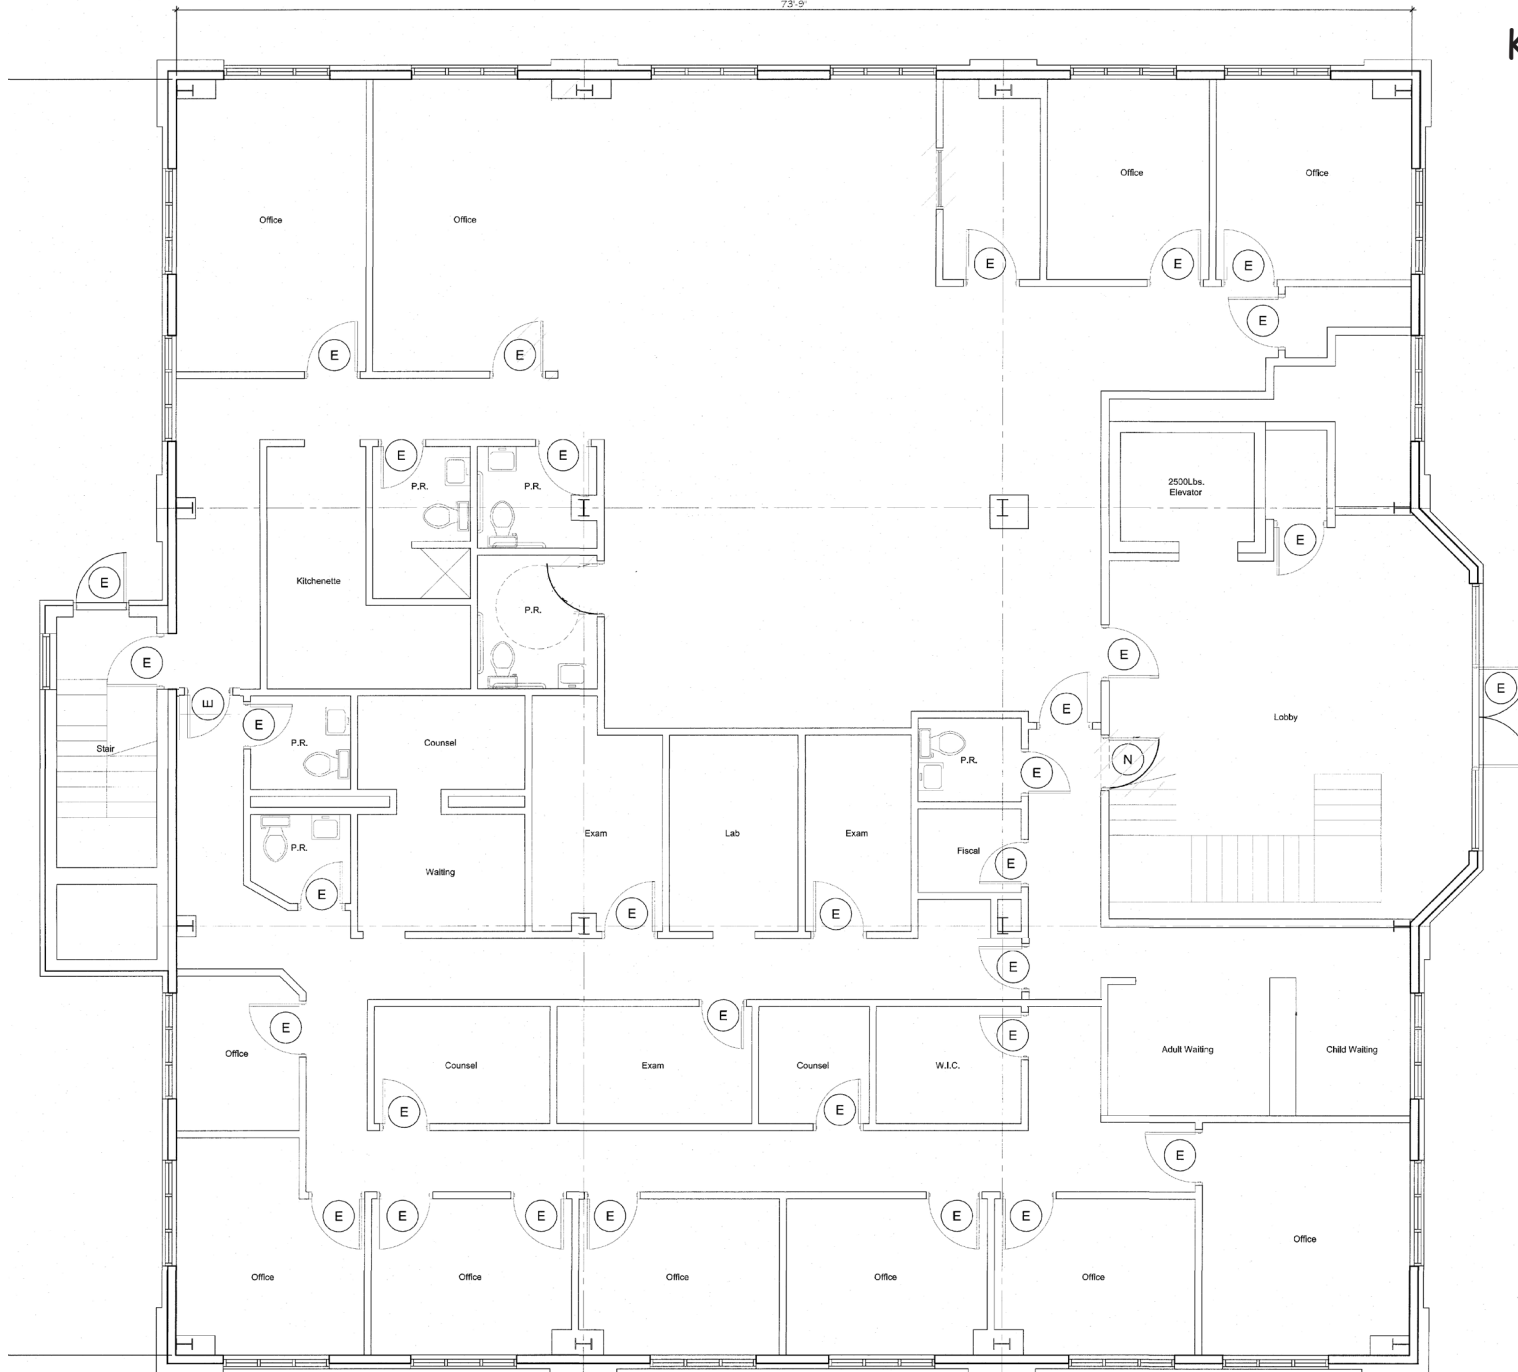 73'-9"
K
Office
Office
E
E
E
Office
E
Office
E
E
E
P.R.
E
P.R.
2500Lbs.
Elevator
E
Kitchenette
P.R.
E
E
E
E
P.R.
Counsel
Stair
E
E
P.R.
E
N
Lobby
E
P.R.
E
Waiting
Exam
E
Lab
Exam
E
Fiscal
E
E
Office
E
Counsel
E
Exam
E
Counsel
E
W.I.C.
E
Adult Waiting
Child Waiting
E
E
E
E
E
E
E
Office
Office
Office
Office
Office
Office